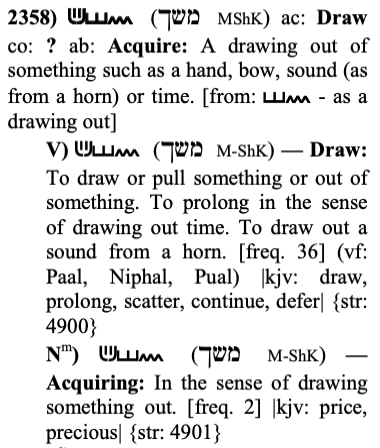 2358) (משך MShK) ac: Draw
co: ? ab: Acquire: A drawing out of
something such as a hand, bow, sound (as
from a horn) or time. [from: - as a
drawing out]
V) (משך M-ShK) — Draw:
To draw or pull something or out of
something. To prolong in the sense
of drawing out time. To draw out a
sound from a horn. [freq. 36] (vf:
Paal, Niphal, Pual) |kjv: draw,
prolong, scatter, continue, defer| {str:
4900}
Nᵐ) (משך M-ShK) —
Acquiring: In the sense of drawing
something out. [freq. 2] |kjv: price,
precious| {str: 4901}